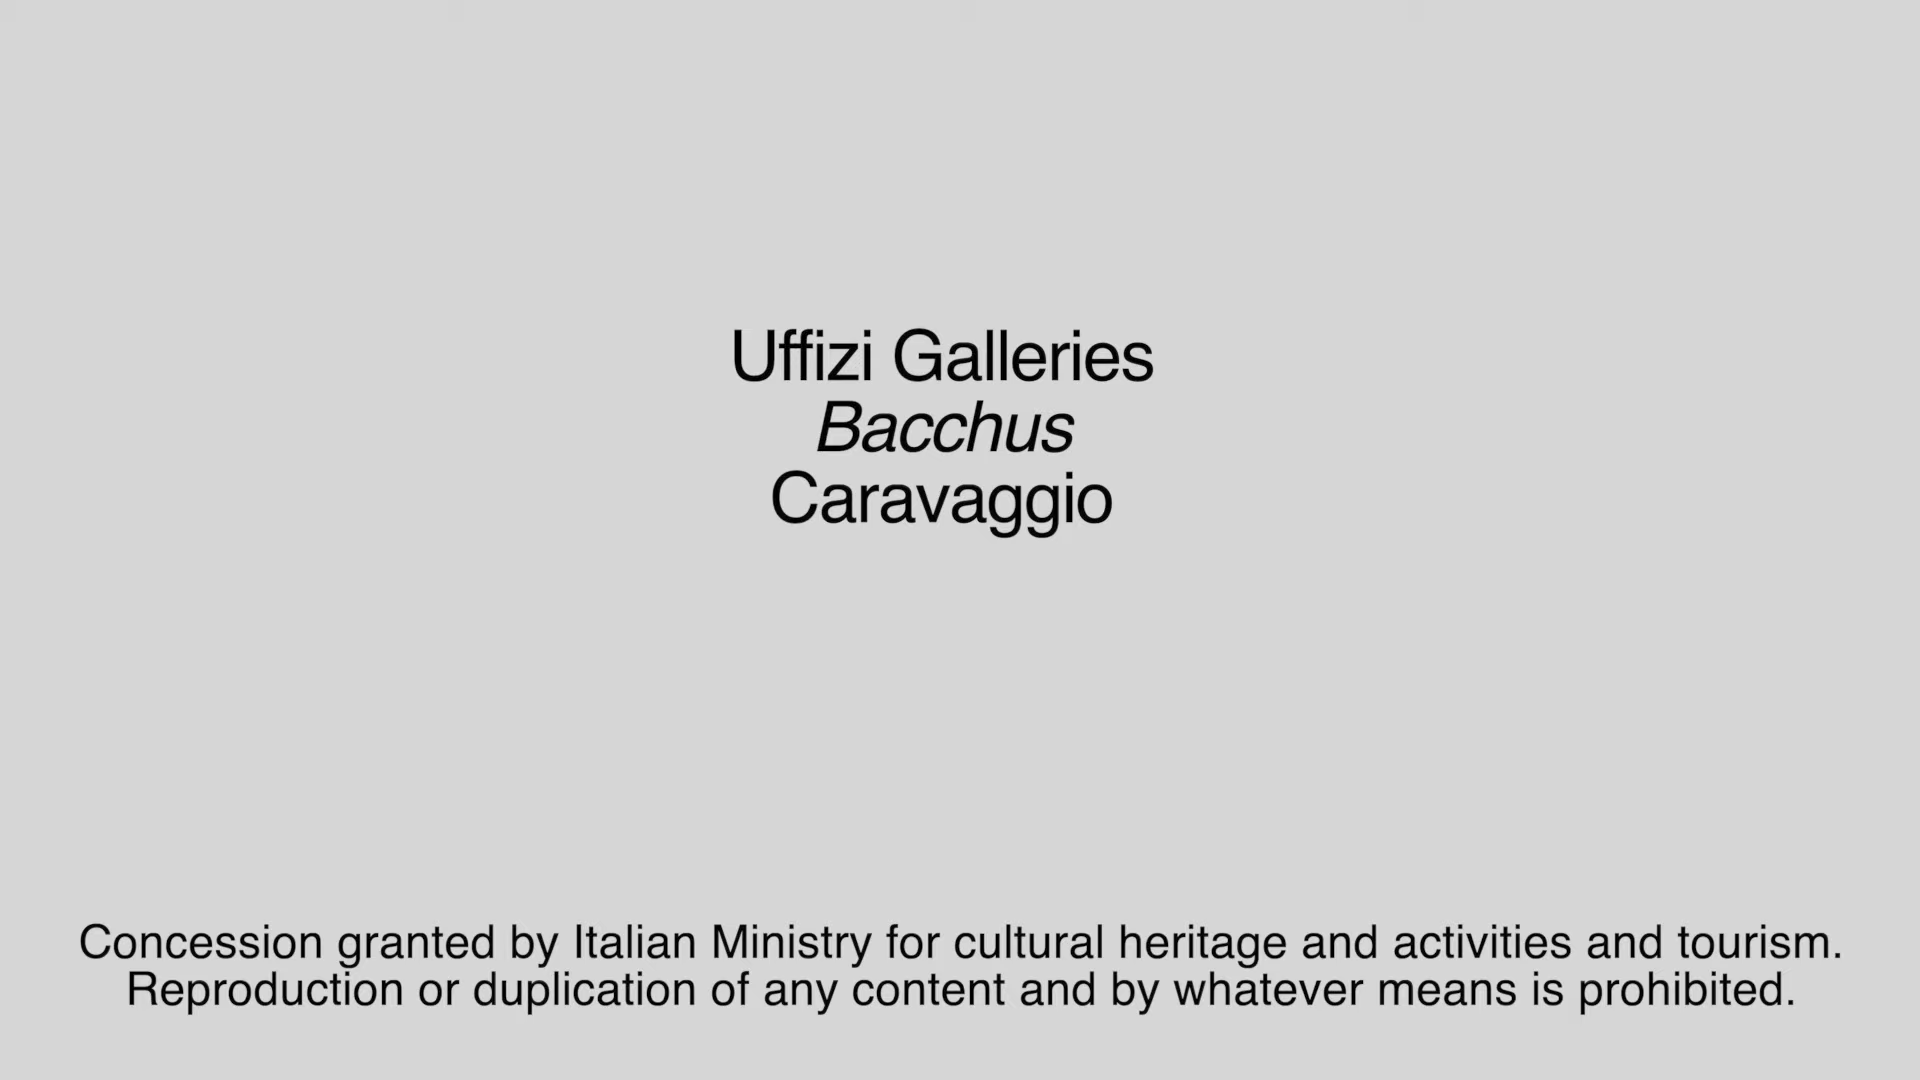 Uffizi Galleries
Bacchus
Caravaggio
Concession granted by Italian Ministry for cultural heritage and activities and tourism.
Reproduction or duplication of any content and by whatever means is prohibited.